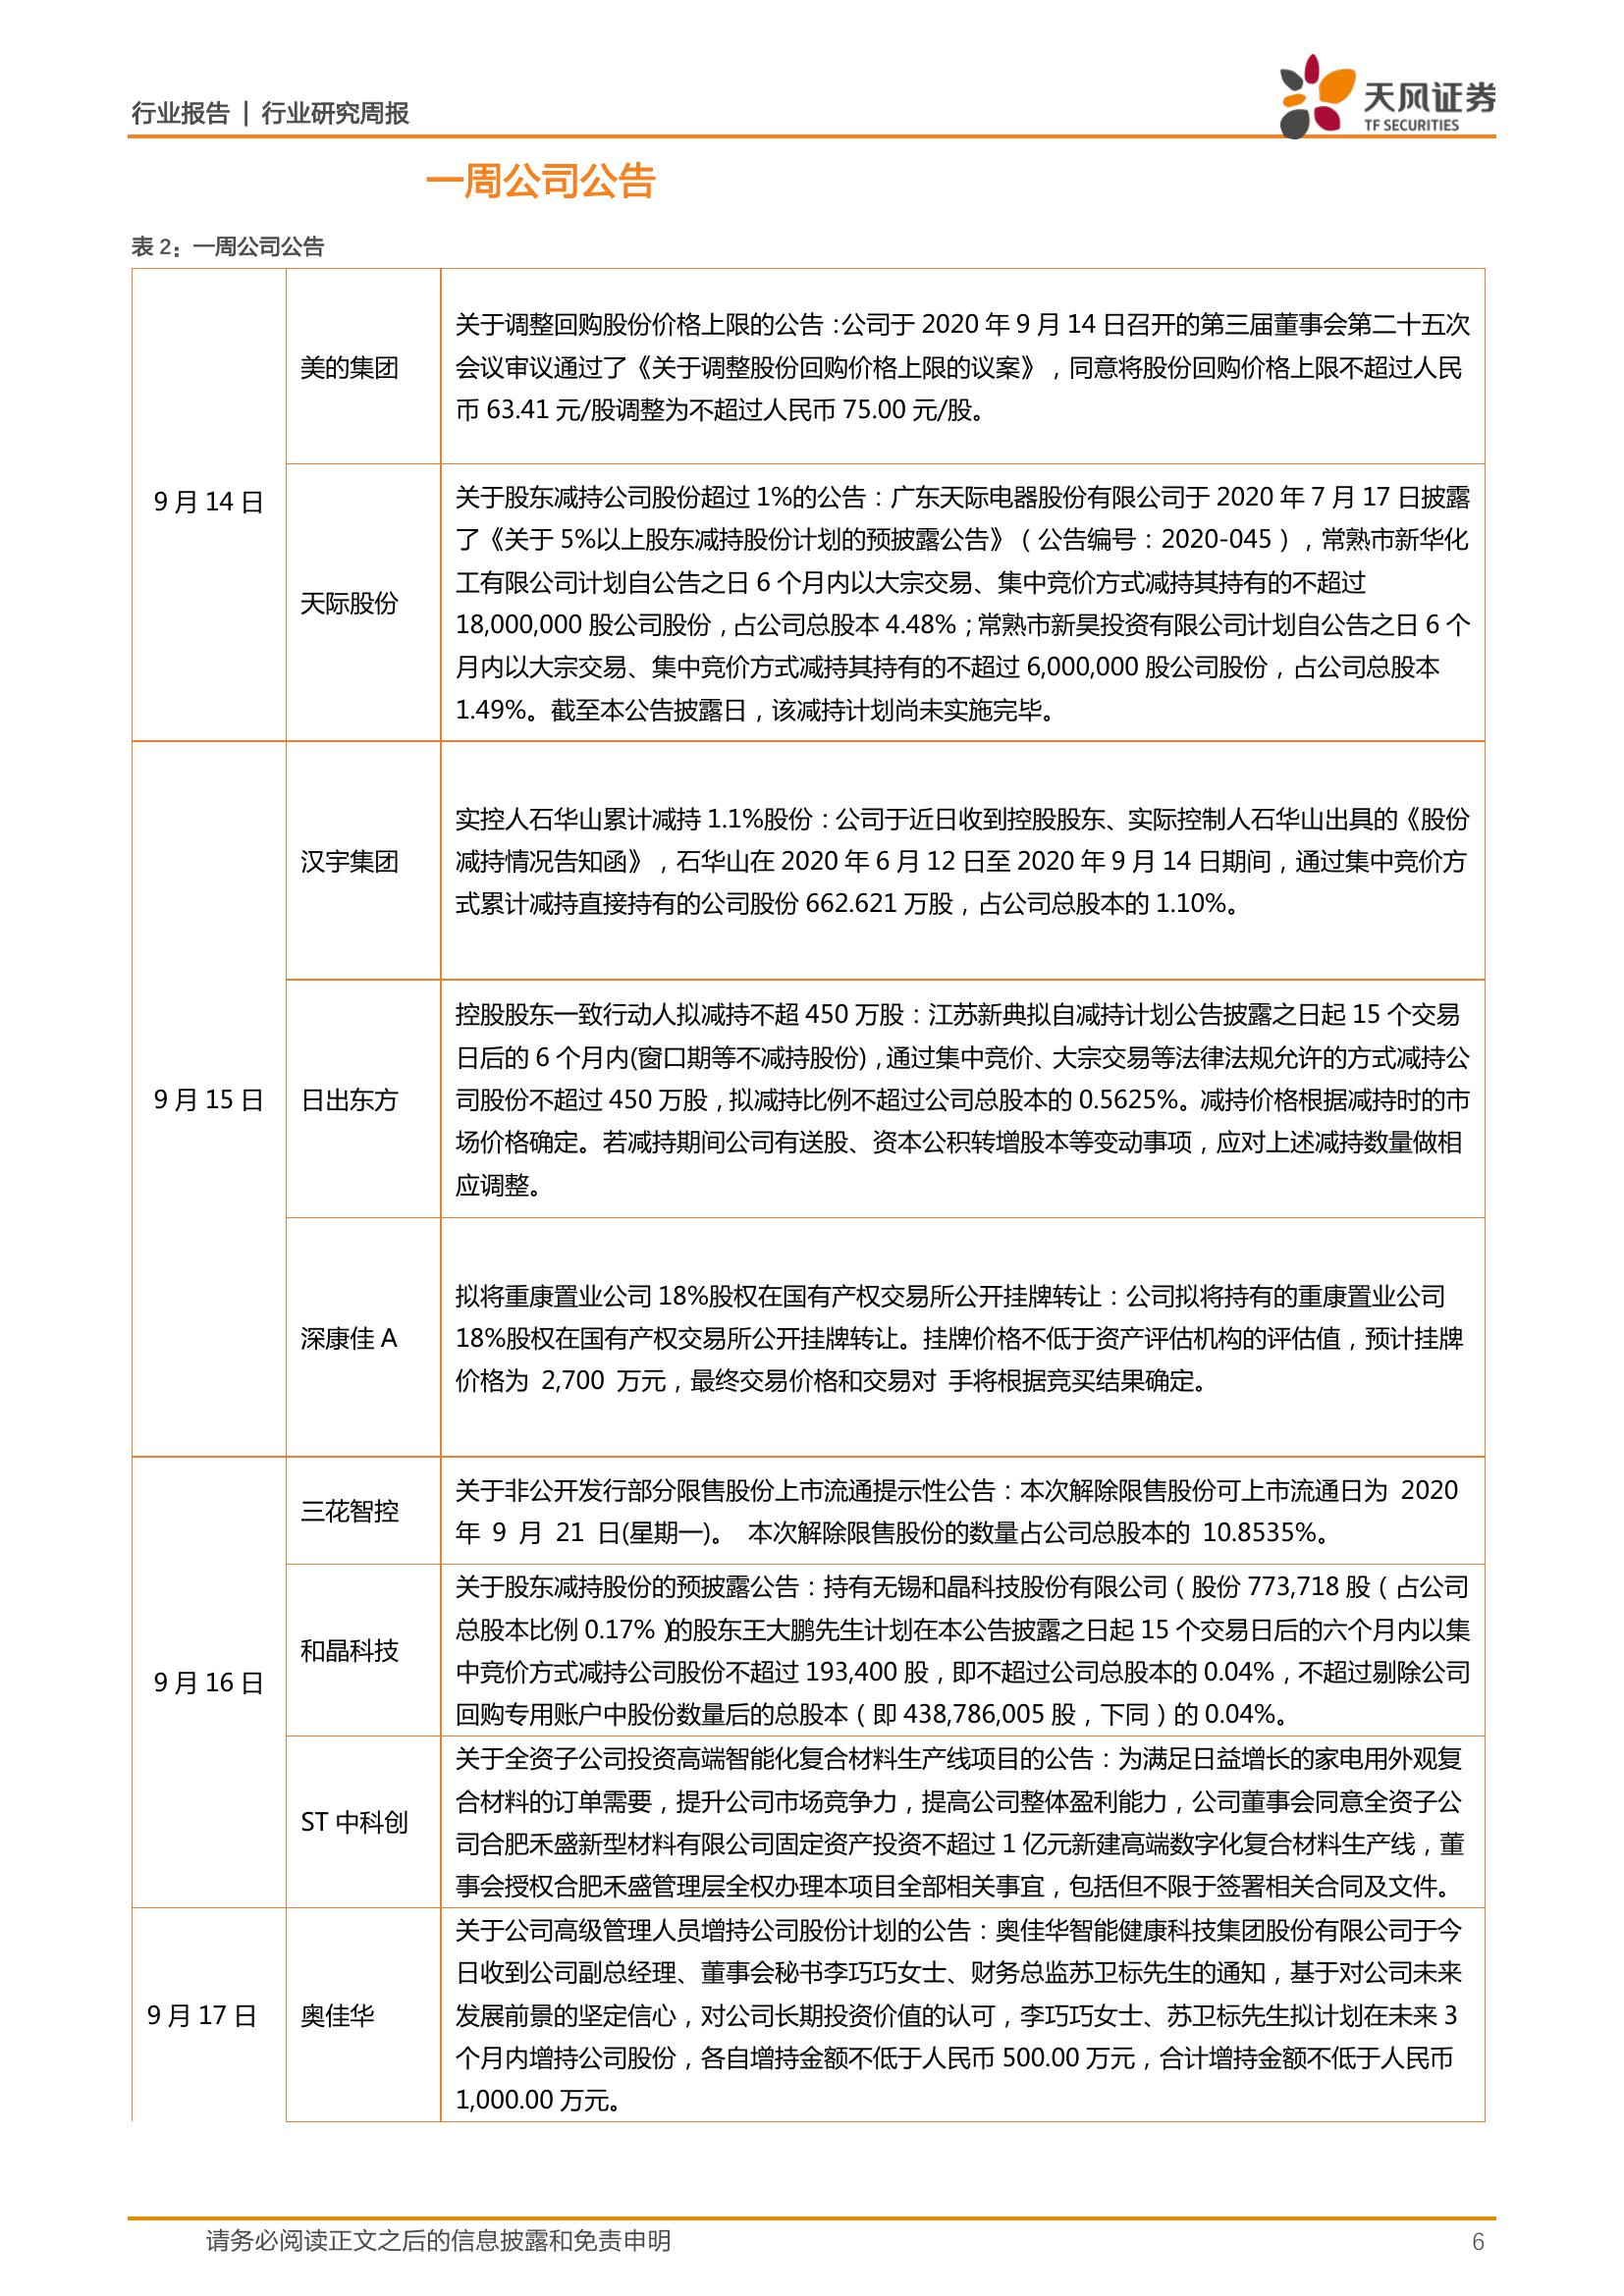 行业报告 | 行业研究周报
天风证券
TF SECURITIES
一周公司公告
表 2：一周公司公告
9 月 14 日
美的集团
关于调整回购股份价格上限的公告：公司于 2020 年 9 月 14 日召开的第三届董事会第二十五次
会议审议通过了《关于调整股份回购价格上限的议案》，同意将股份回购价格上限不超过人民
币 63.41 元/股调整为不超过人民币 75.00 元/股。
天际股份
关于股东减持公司股份超过 1%的公告：广东天际电器股份有限公司于 2020 年 7 月 17 日披露
了《关于 5%以上股东减持股份计划的预披露公告》（公告编号：2020-045），常熟市新华化
工有限公司计划自公告之日 6 个月内以大宗交易、集中竞价方式减持其持有的不超过
18,000,000 股公司股份，占公司总股本 4.48%；常熟市新昊投资有限公司计划自公告之日 6 个
月内以大宗交易、集中竞价方式减持其持有的不超过 6,000,000 股公司股份，占公司总股本
1.49%。截至本公告披露日，该减持计划尚未实施完毕。
9 月 15 日
汉宇集团
实控人石华山累计减持 1.1%股份：公司于近日收到控股股东、实际控制人石华山出具的《股份
减持情况告知函》，石华山在 2020 年 6 月 12 日至 2020 年 9 月 14 日期间，通过集中竞价方
式累计减持直接持有的公司股份 662.621 万股，占公司总股本的 1.10%。
日出东方
控股股东一致行动人拟减持不超 450 万股：江苏新典拟自减持计划公告披露之日起 15 个交易
日后的 6 个月内(窗口期等不减持股份)，通过集中竞价、大宗交易等法律法规允许的方式减持公
司股份不超过 450 万股，拟减持比例不超过公司总股本的 0.5625%。减持价格根据减持时的市
场价格确定。若减持期间公司有送股、资本公积转增股本等变动事项，应对上述减持数量做相
应调整。
深康佳 A
拟将重康置业公司 18%股权在国有产权交易所公开挂牌转让：公司拟将持有的重康置业公司
18%股权在国有产权交易所公开挂牌转让。挂牌价格不低于资产评估机构的评估值，预计挂牌
价格为 2,700 万元，最终交易价格和交易对 手将根据竞买结果确定。
9 月 16 日
三花智控
关于非公开发行部分限售股份上市流通提示性公告：本次解除限售股份可上市流通日为 2020
年 9 月 21 日(星期一)。 本次解除限售股份的数量占公司总股本的 10.8535%。
和晶科技
关于股东减持股份的预披露公告：持有无锡和晶科技股份有限公司（股份 773,718 股（占公司
总股本比例 0.17%）的股东王大鹏先生计划在本公告披露之日起 15 个交易日后的六个月内以集
中竞价方式减持公司股份不超过 193,400 股，即不超过公司总股本的 0.04%，不超过剔除公司
回购专用账户中股份数量后的总股本（即 438,786,005 股，下同）的 0.04%。
ST 中科创
关于全资子公司投资高端智能化复合材料生产线项目的公告：为满足日益增长的家电用外观复
合材料的订单需要，提升公司市场竞争力，提高公司整体盈利能力，公司董事会同意全资子公
司合肥禾盛新型材料有限公司固定资产投资不超过 1 亿元新建高端数字化复合材料生产线，董
事会授权合肥禾盛管理层全权办理本项目全部相关事宜，包括但不限于签署相关合同及文件。
9 月 17 日
奥佳华
关于公司高级管理人员增持公司股份计划的公告：奥佳华智能健康科技集团股份有限公司于今
日收到公司副总经理、董事会秘书李巧巧女士、财务总监苏卫标先生的通知，基于对公司未来
发展前景的坚定信心，对公司长期投资价值的认可，李巧巧女士、苏卫标先生拟计划在未来 3
个月内增持公司股份，各自增持金额不低于人民币 500.00 万元，合计增持金额不低于人民币
1,000.00 万元。
请务必阅读正文之后的信息披露和免责申明
6